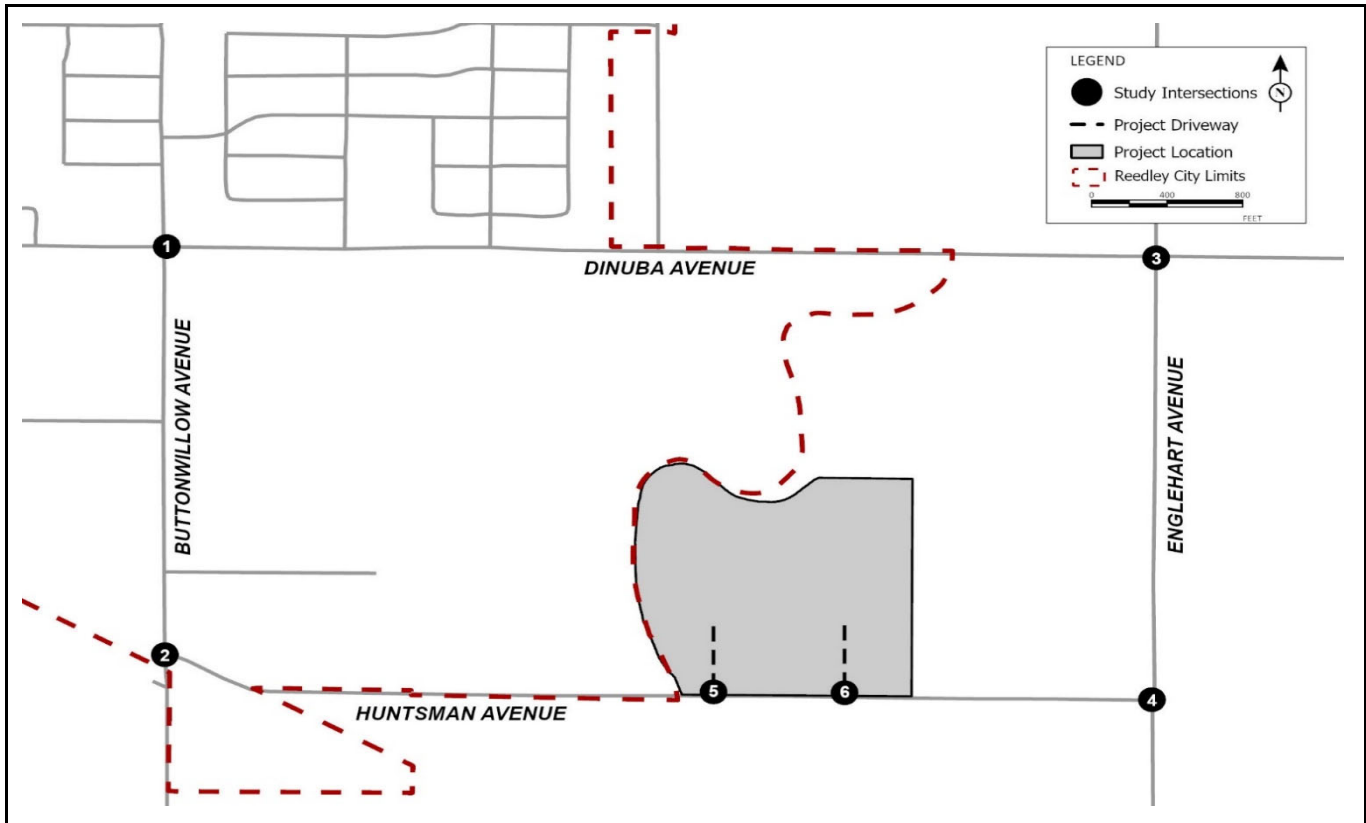 LEGEND
Study Intersections
N
Project Driveway
Project Location
Reedley City Limits
0 400 800
FEET
1
3
DINUBA AVENUE
BUTTONWILLOW AVENUE
ENGLEHART AVENUE
2
5
6
4
HUNTSMAN AVENUE